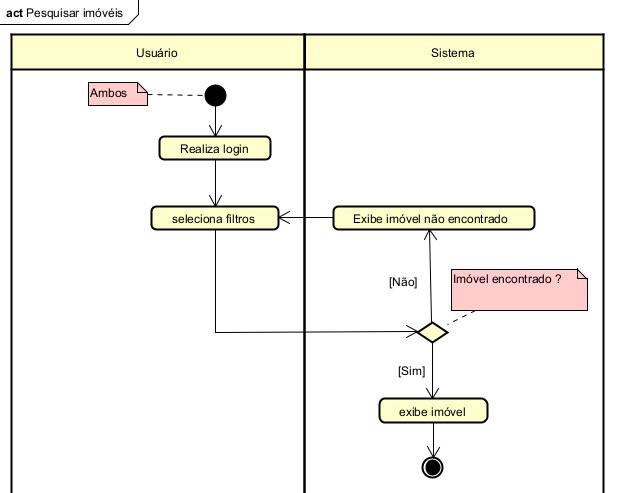 act Pesquisar imóvéis
Usuário
Sistema
Ambos
Realiza login
seleciona filtros
Exibe imóvel não encontrado
[Não]
Imóvel encontrado ?
[Sim]
exibe imóvel